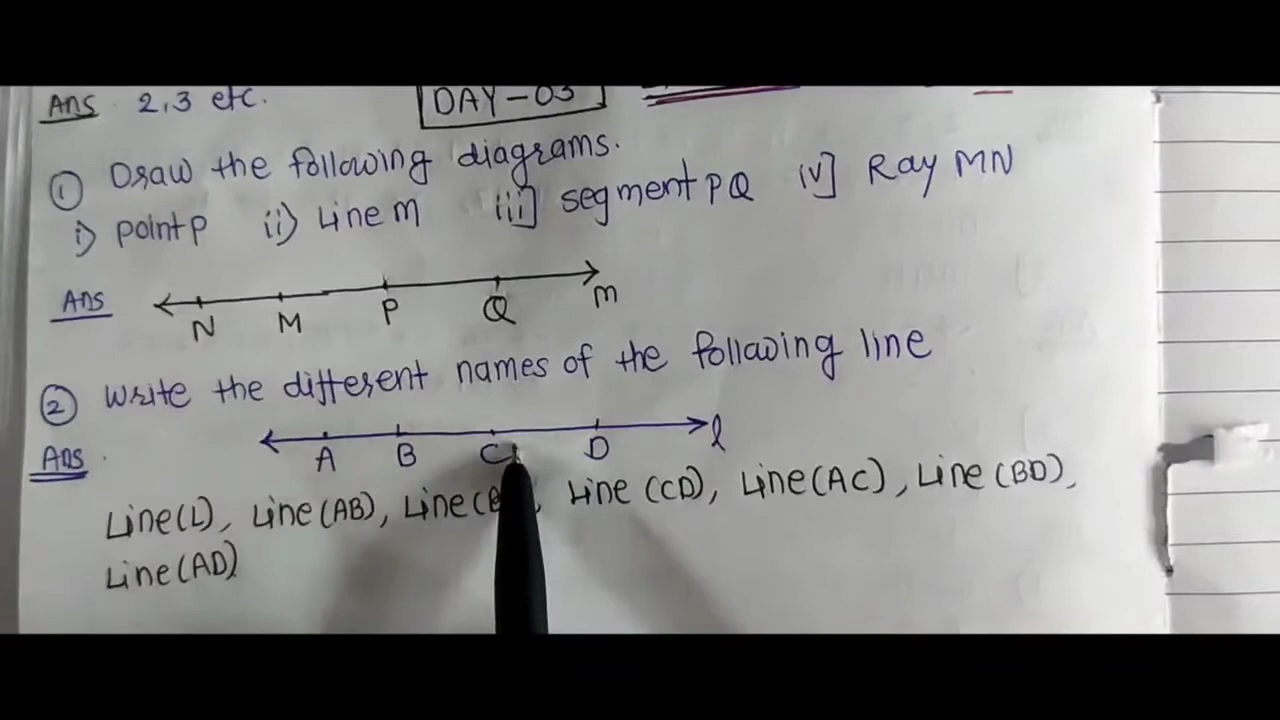 Ans 2,3 etc. DAY-03
① Draw the following diagrams.
i) point P ii) Line m iii] segment PQ iv] Ray MN
Ans
N M P Q m
② Write the different names of the following line
Ans
A B C D l
Line(L), Line(AB), Line( Line (CD), Line(AC), Line(BD),
Line(AD)